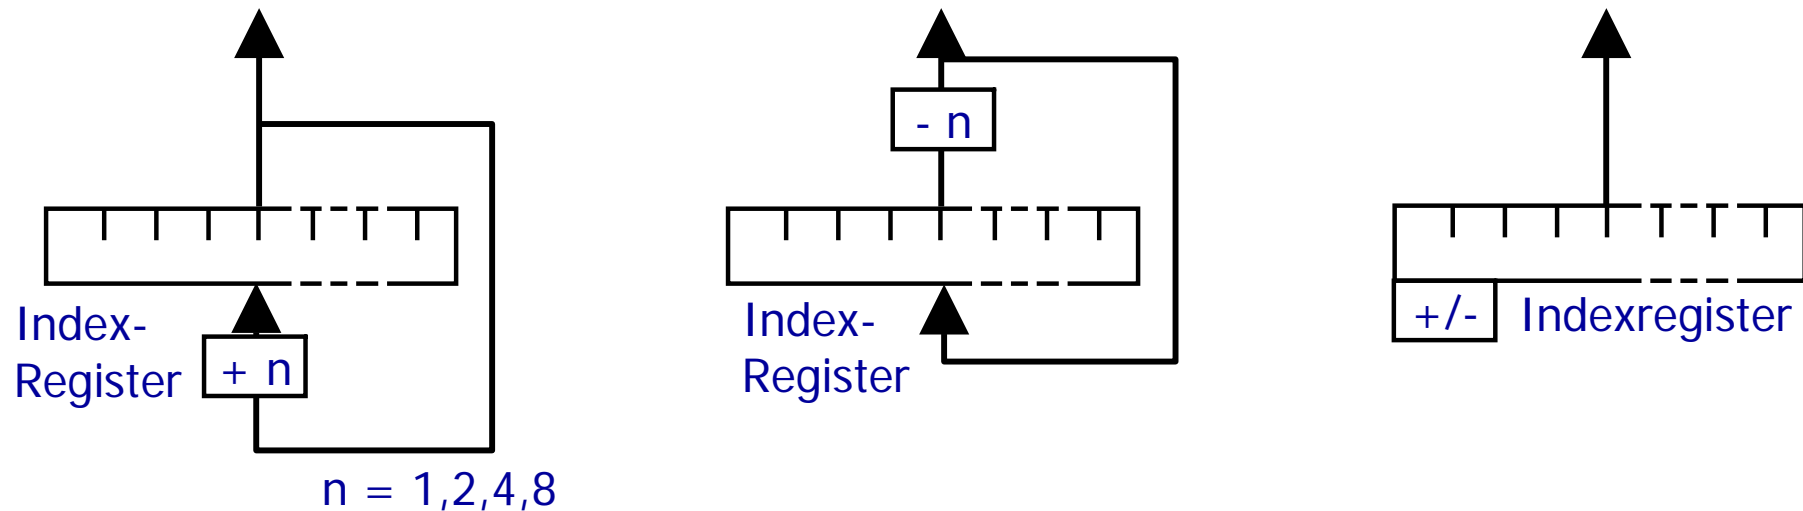 Index-
Register
+ n
n = 1,2,4,8
- n
Index-
Register
+/-
Indexregister